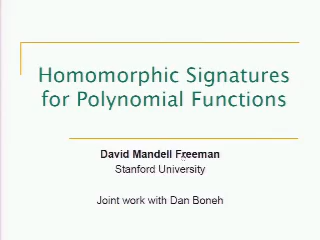 Homomorphic Signatures
for Polynomial Functions
David Mandell Freeman
Stanford University
Joint work with Dan Boneh